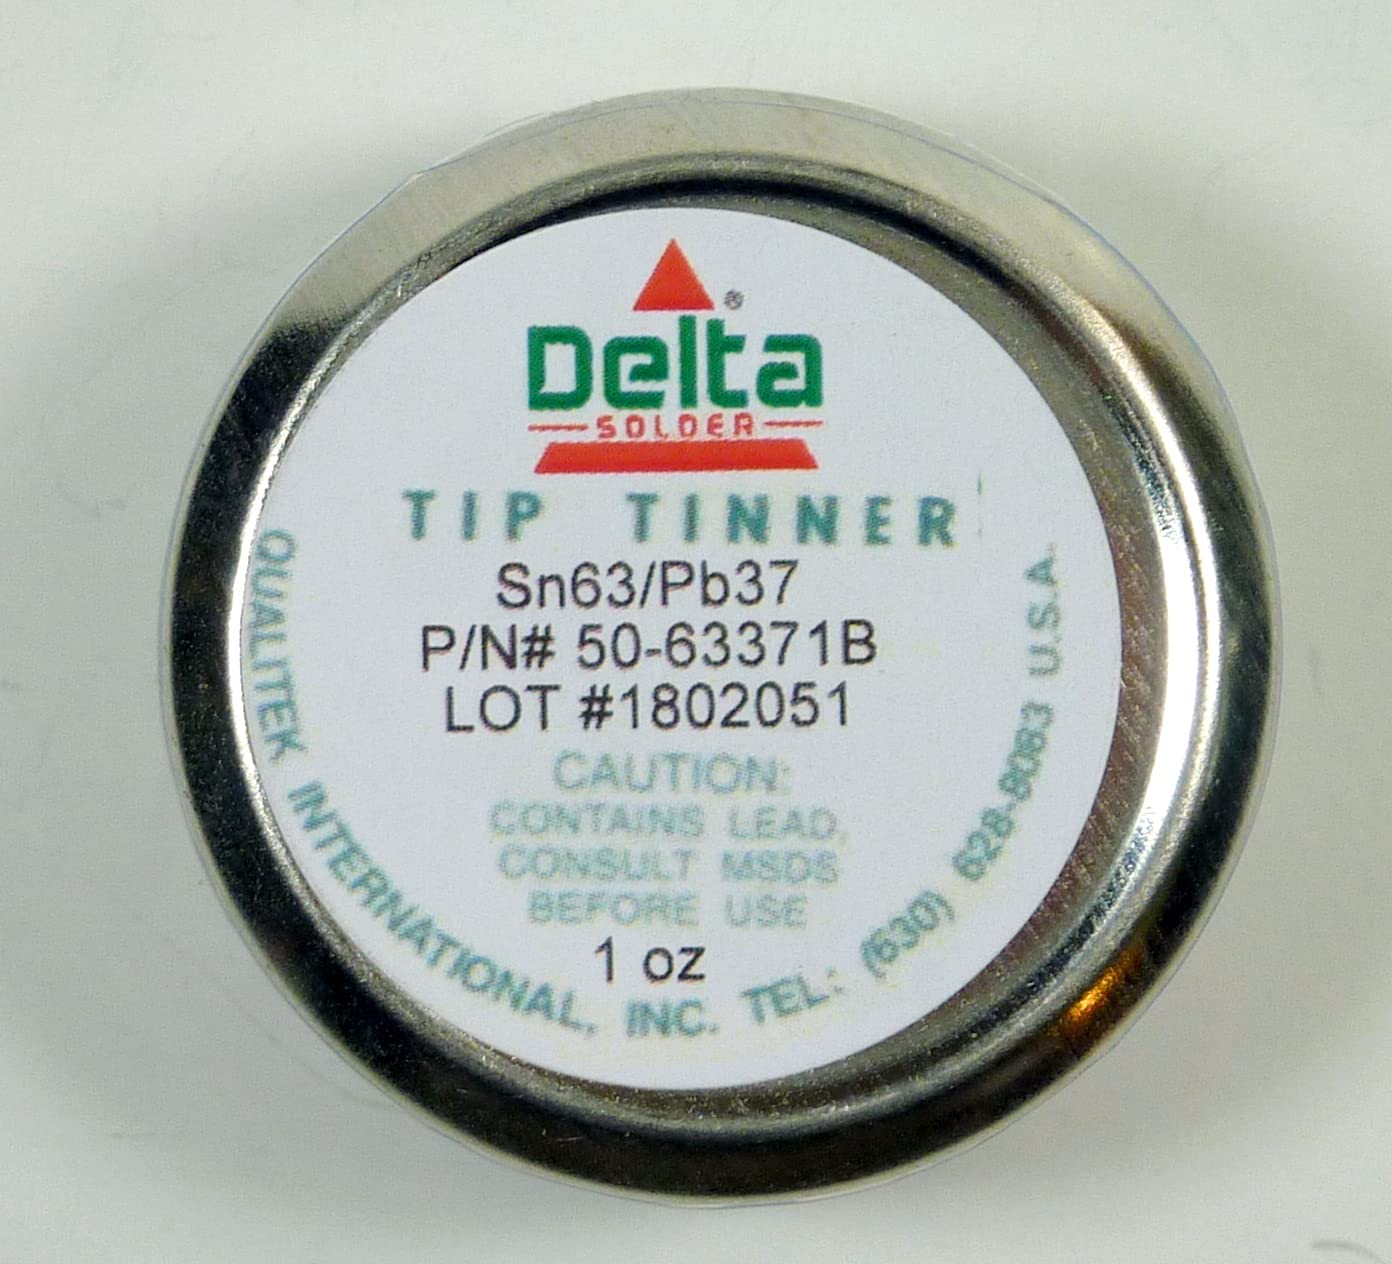 ®
Delta
SOLDER
TIP TINNER
Sn63/Pb37
P/N# 50-63371B
LOT #1802051
CAUTION:
CONTAINS LEAD,
CONSULT MSDS
BEFORE USE
1 oz
QUALITEK INTERNATIONAL, INC. TEL.: (630) 628-8083 U.S.A.